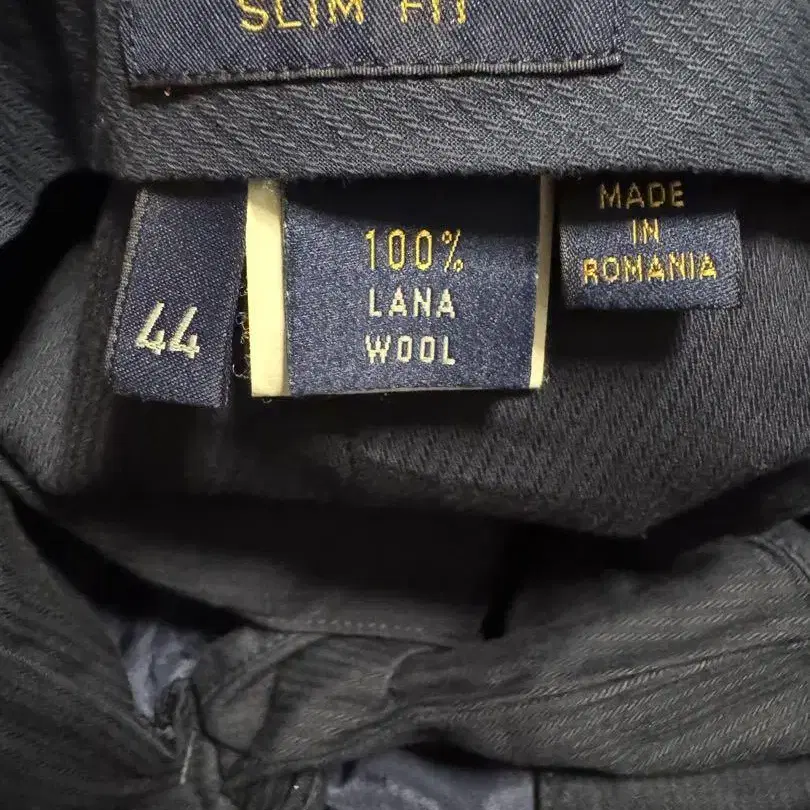 SLIM FIT
44
100%
LANA
WOOL
MADE
IN
ROMANIA